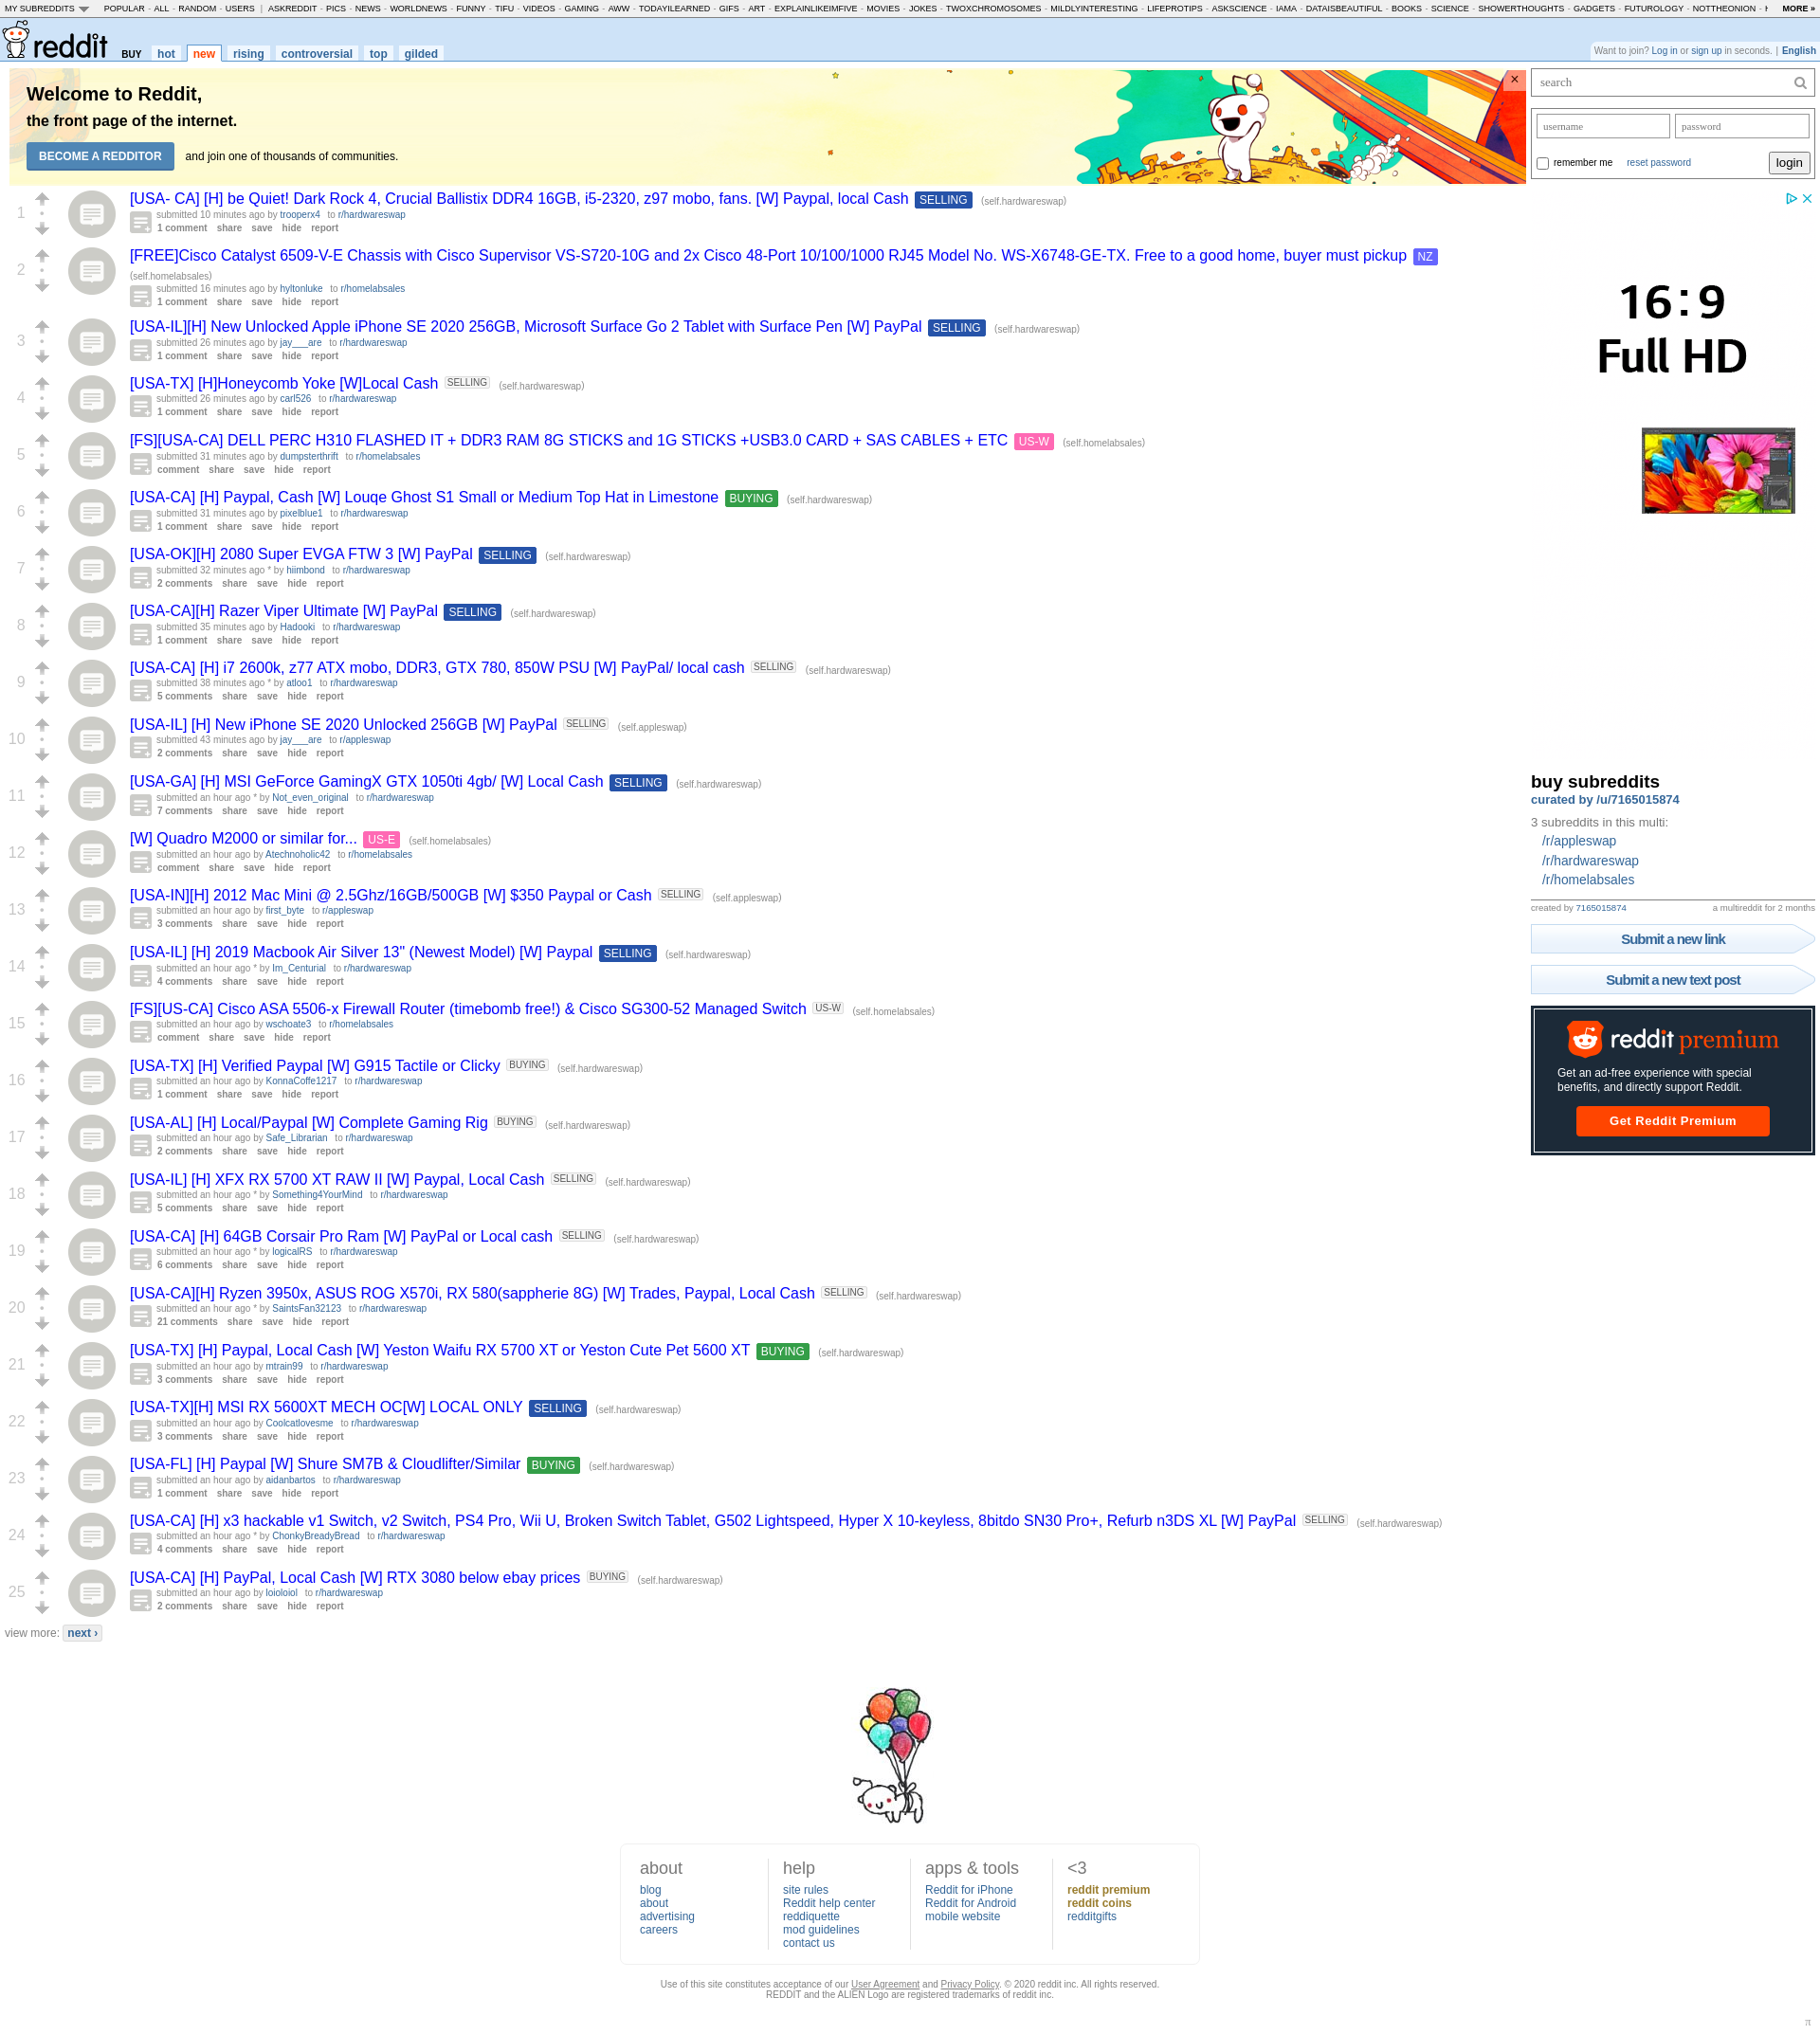 MY SUBREDDITS POPULAR - ALL - RANDOM - USERS | ASKREDDIT - PICS - NEWS - WORLDNEWS - FUNNY - TIFU - VIDEOS - GAMING - AWW - TODAYILEARNED - GIFS - ART - EXPLAINLIKEIMFIVE - MOVIES - JOKES - TWOXCHROMOSOMES - MILDLYINTERESTING - LIFEPROTIPS - ASKSCIENCE - IAMA - DATAISBEAUTIFUL - BOOKS - SCIENCE - SHOWERTHOUGHTS - GADGETS - FUTUROLOGY - NOTTHEONION - MORE »
reddit BUY hot new rising controversial top gilded
Want to join? Log in or sign up in seconds. | English
Welcome to Reddit,
the front page of the internet.
BECOME A REDDITOR and join one of thousands of communities.
×
search
username password
remember me reset password login
1 [USA- CA] [H] be Quiet! Dark Rock 4, Crucial Ballistix DDR4 16GB, i5-2320, z97 mobo, fans. [W] Paypal, local Cash SELLING (self.hardwareswap)
submitted 10 minutes ago by trooperx4 to r/hardwareswap
1 comment share save hide report
2 [FREE]Cisco Catalyst 6509-V-E Chassis with Cisco Supervisor VS-S720-10G and 2x Cisco 48-Port 10/100/1000 RJ45 Model No. WS-X6748-GE-TX. Free to a good home, buyer must pickup NZ
(self.homelabsales)
submitted 16 minutes ago by hyltonluke to r/homelabsales
1 comment share save hide report
3 [USA-IL][H] New Unlocked Apple iPhone SE 2020 256GB, Microsoft Surface Go 2 Tablet with Surface Pen [W] PayPal SELLING (self.hardwareswap)
submitted 26 minutes ago by jay___are to r/hardwareswap
1 comment share save hide report
4 [USA-TX] [H]Honeycomb Yoke [W]Local Cash SELLING (self.hardwareswap)
submitted 26 minutes ago by carl526 to r/hardwareswap
1 comment share save hide report
5 [FS][USA-CA] DELL PERC H310 FLASHED IT + DDR3 RAM 8G STICKS and 1G STICKS +USB3.0 CARD + SAS CABLES + ETC US-W (self.homelabsales)
submitted 31 minutes ago by dumpsterthrift to r/homelabsales
comment share save hide report
6 [USA-CA] [H] Paypal, Cash [W] Louqe Ghost S1 Small or Medium Top Hat in Limestone BUYING (self.hardwareswap)
submitted 31 minutes ago by pixelblue1 to r/hardwareswap
1 comment share save hide report
7 [USA-OK][H] 2080 Super EVGA FTW 3 [W] PayPal SELLING (self.hardwareswap)
submitted 32 minutes ago * by hiimbond to r/hardwareswap
2 comments share save hide report
8 [USA-CA][H] Razer Viper Ultimate [W] PayPal SELLING (self.hardwareswap)
submitted 35 minutes ago by Hadooki to r/hardwareswap
1 comment share save hide report
9 [USA-CA] [H] i7 2600k, z77 ATX mobo, DDR3, GTX 780, 850W PSU [W] PayPal/ local cash SELLING (self.hardwareswap)
submitted 38 minutes ago * by atloo1 to r/hardwareswap
5 comments share save hide report
10 [USA-IL] [H] New iPhone SE 2020 Unlocked 256GB [W] PayPal SELLING (self.appleswap)
submitted 43 minutes ago by jay___are to r/appleswap
2 comments share save hide report
11 [USA-GA] [H] MSI GeForce GamingX GTX 1050ti 4gb/ [W] Local Cash SELLING (self.hardwareswap)
submitted an hour ago * by Not_even_original to r/hardwareswap
7 comments share save hide report
12 [W] Quadro M2000 or similar for... US-E (self.homelabsales)
submitted an hour ago by Atechnoholic42 to r/homelabsales
comment share save hide report
13 [USA-IN][H] 2012 Mac Mini @ 2.5Ghz/16GB/500GB [W] $350 Paypal or Cash SELLING (self.appleswap)
submitted an hour ago by first_byte to r/appleswap
3 comments share save hide report
14 [USA-IL] [H] 2019 Macbook Air Silver 13" (Newest Model) [W] Paypal SELLING (self.hardwareswap)
submitted an hour ago * by Im_Centurial to r/hardwareswap
4 comments share save hide report
15 [FS][US-CA] Cisco ASA 5506-x Firewall Router (timebomb free!) & Cisco SG300-52 Managed Switch US-W (self.homelabsales)
submitted an hour ago by wschoate3 to r/homelabsales
comment share save hide report
16 [USA-TX] [H] Verified Paypal [W] G915 Tactile or Clicky BUYING (self.hardwareswap)
submitted an hour ago by KonnaCoffe1217 to r/hardwareswap
1 comment share save hide report
17 [USA-AL] [H] Local/Paypal [W] Complete Gaming Rig BUYING (self.hardwareswap)
submitted an hour ago by Safe_Librarian to r/hardwareswap
2 comments share save hide report
18 [USA-IL] [H] XFX RX 5700 XT RAW II [W] Paypal, Local Cash SELLING (self.hardwareswap)
submitted an hour ago * by Something4YourMind to r/hardwareswap
5 comments share save hide report
19 [USA-CA] [H] 64GB Corsair Pro Ram [W] PayPal or Local cash SELLING (self.hardwareswap)
submitted an hour ago * by logicalRS to r/hardwareswap
6 comments share save hide report
20 [USA-CA][H] Ryzen 3950x, ASUS ROG X570i, RX 580(sappherie 8G) [W] Trades, Paypal, Local Cash SELLING (self.hardwareswap)
submitted an hour ago * by SaintsFan32123 to r/hardwareswap
21 comments share save hide report
21 [USA-TX] [H] Paypal, Local Cash [W] Yeston Waifu RX 5700 XT or Yeston Cute Pet 5600 XT BUYING (self.hardwareswap)
submitted an hour ago by mtrain99 to r/hardwareswap
3 comments share save hide report
22 [USA-TX][H] MSI RX 5600XT MECH OC[W] LOCAL ONLY SELLING (self.hardwareswap)
submitted an hour ago by Coolcatlovesme to r/hardwareswap
3 comments share save hide report
23 [USA-FL] [H] Paypal [W] Shure SM7B & Cloudlifter/Similar BUYING (self.hardwareswap)
submitted an hour ago by aidanbartos to r/hardwareswap
1 comment share save hide report
24 [USA-CA] [H] x3 hackable v1 Switch, v2 Switch, PS4 Pro, Wii U, Broken Switch Tablet, G502 Lightspeed, Hyper X 10-keyless, 8bitdo SN30 Pro+, Refurb n3DS XL [W] PayPal SELLING (self.hardwareswap)
submitted an hour ago * by ChonkyBreadyBread to r/hardwareswap
4 comments share save hide report
25 [USA-CA] [H] PayPal, Local Cash [W] RTX 3080 below ebay prices BUYING (self.hardwareswap)
submitted an hour ago by loioloiol to r/hardwareswap
2 comments share save hide report
view more: next ›
16:9
Full HD
buy subreddits
curated by /u/7165015874
3 subreddits in this multi:
/r/appleswap
/r/hardwareswap
/r/homelabsales
created by 7165015874 a multireddit for 2 months
Submit a new link
Submit a new text post
reddit premium
Get an ad-free experience with special
benefits, and directly support Reddit.
Get Reddit Premium
about
blog
about
advertising
careers
help
site rules
Reddit help center
reddiquette
mod guidelines
contact us
apps & tools
Reddit for iPhone
Reddit for Android
mobile website
<3
reddit premium
reddit coins
redditgifts
Use of this site constitutes acceptance of our User Agreement and Privacy Policy. © 2020 reddit inc. All rights reserved.
REDDIT and the ALIEN Logo are registered trademarks of reddit inc.
π